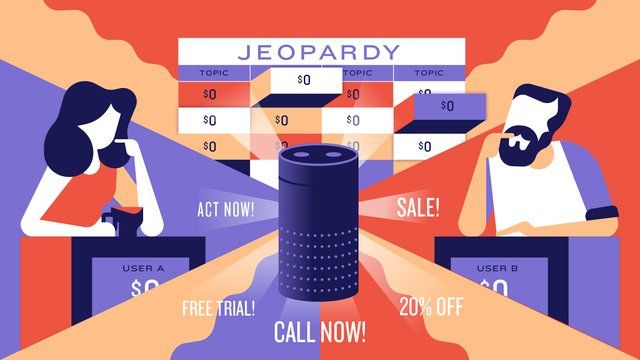 JEOPARDY
TOPIC $0 TOPIC TOPIC
$0 $0 $0
$0 $0 $0
$0
ACT NOW!
SALE!
USER A
$0
USER B
$0
FREE TRIAL!
20% OFF
CALL NOW!